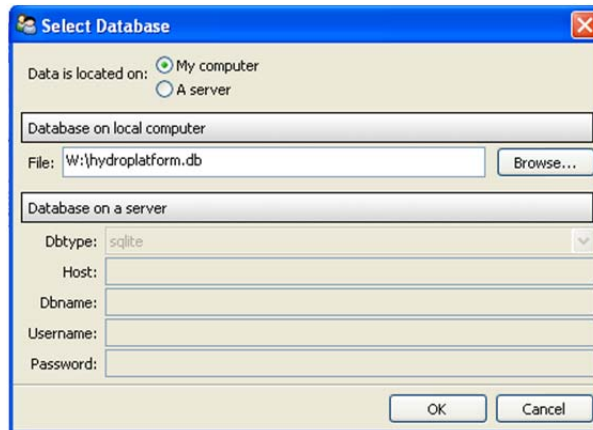 Select Database
Data is located on: My computer
A server
Database on local computer
File: W:\hydroplatform.db Browse...
Database on a server
Dbtype: sqlite
Host:
Dbname:
Username:
Password:
OK Cancel